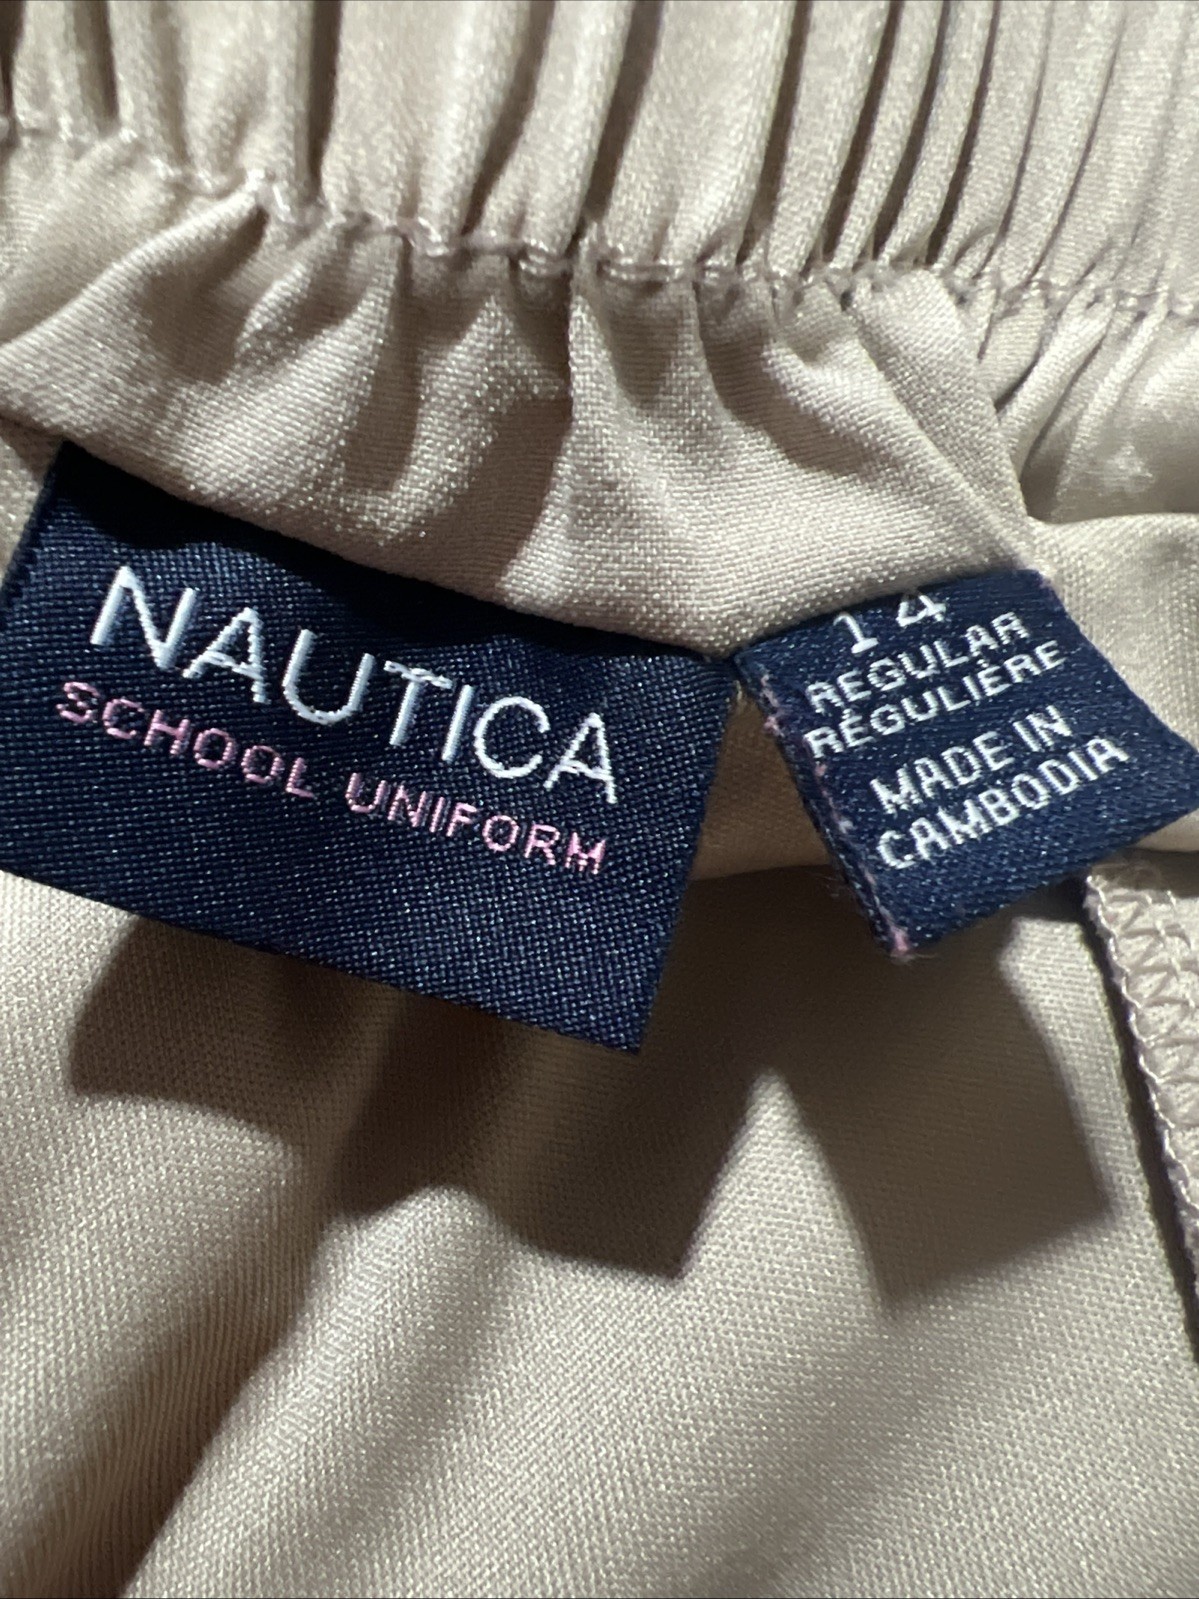 NAUTICA
SCHOOL UNIFORM
14
REGULAR
RÉGULIÈRE
MADE IN
CAMBODIA